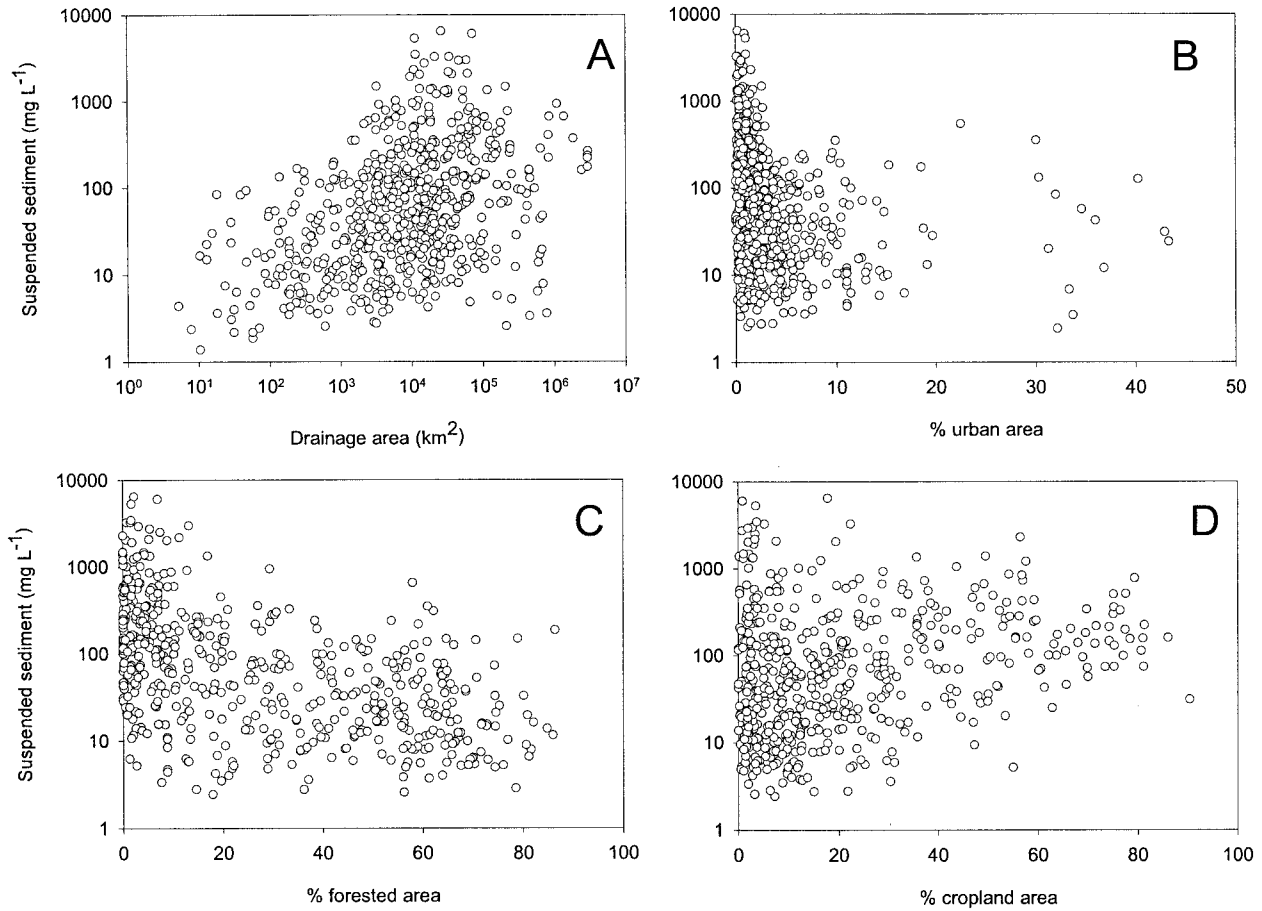 10000
1000
100
10
1
Suspended sediment (mg L⁻¹)
A
10⁰ 10¹ 10² 10³ 10⁴ 10⁵ 10⁶ 10⁷
Drainage area (km²)
10000
1000
100
10
1
B
0 10 20 30 40 50
% urban area
10000
1000
100
10
1
Suspended sediment (mg L⁻¹)
C
0 20 40 60 80 100
% forested area
10000
1000
100
10
1
D
0 20 40 60 80 100
% cropland area